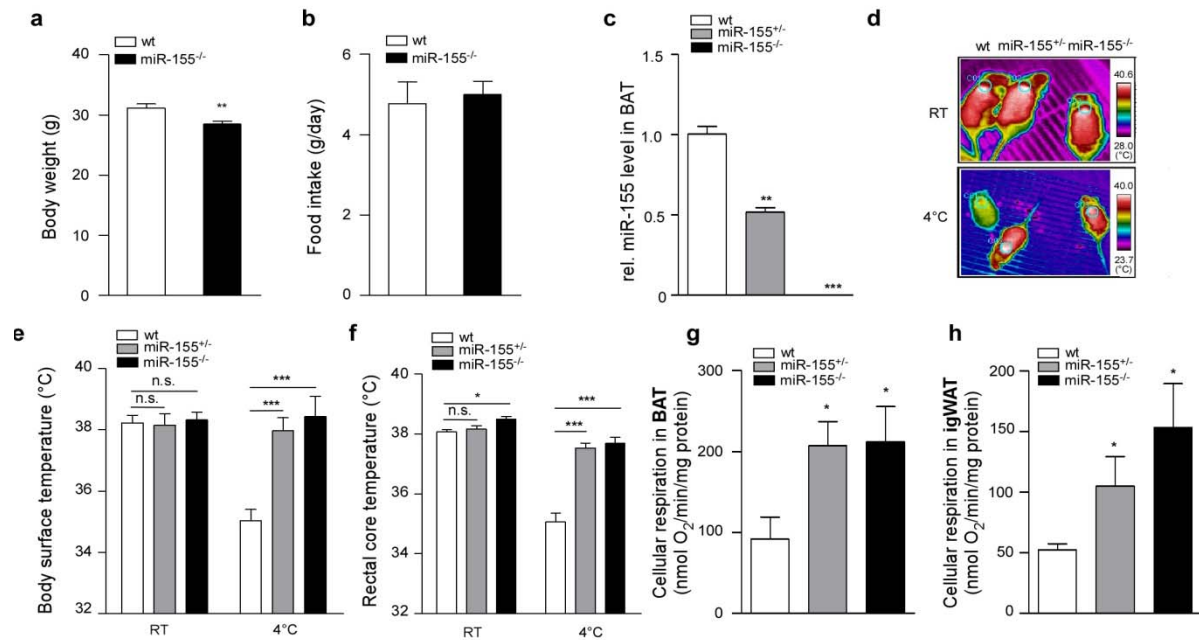 a
wt
miR-155-/-
Body weight (g)
40
30
20
10
0
**
b
wt
miR-155-/-
Food intake (g/day)
6
4
2
0
c
wt
miR-155+/-
miR-155-/-
rel. miR-155 level in BAT
1.5
1.0
0.5
0
**
***
d
wt miR-155+/- miR-155-/-
RT
40.6
28.0
(°C)
4°C
40.0
23.7
(°C)
e
wt
miR-155+/-
miR-155-/-
Body surface temperature (°C)
40
38
36
34
32
n.s.
n.s.
***
***
RT
4°C
f
wt
miR-155+/-
miR-155-/-
Rectal core temperature (°C)
40
38
36
34
32
*
n.s.
***
***
RT
4°C
g
wt
miR-155+/-
miR-155-/-
Cellular respiration in BAT
(nmol O2/min/mg protein)
300
200
100
0
*
*
h
wt
miR-155+/-
miR-155-/-
Cellular respiration in igWAT
(nmol O2/min/mg protein)
200
150
100
50
0
*
*